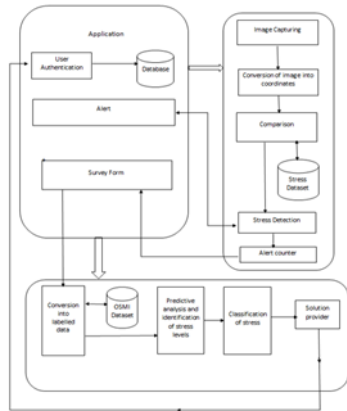 Application
User
Authentication
Database
Alert
Survey Form
Image Capturing
Conversion of image into
coordinates
Comparison
Stress
Dataset
Stress Detection
Alert counter
Conversion
into
labelled
data
OSMI
Dataset
Predictive
analysis and
identification
of stress
levels
Classification
of stress
Solution
provider